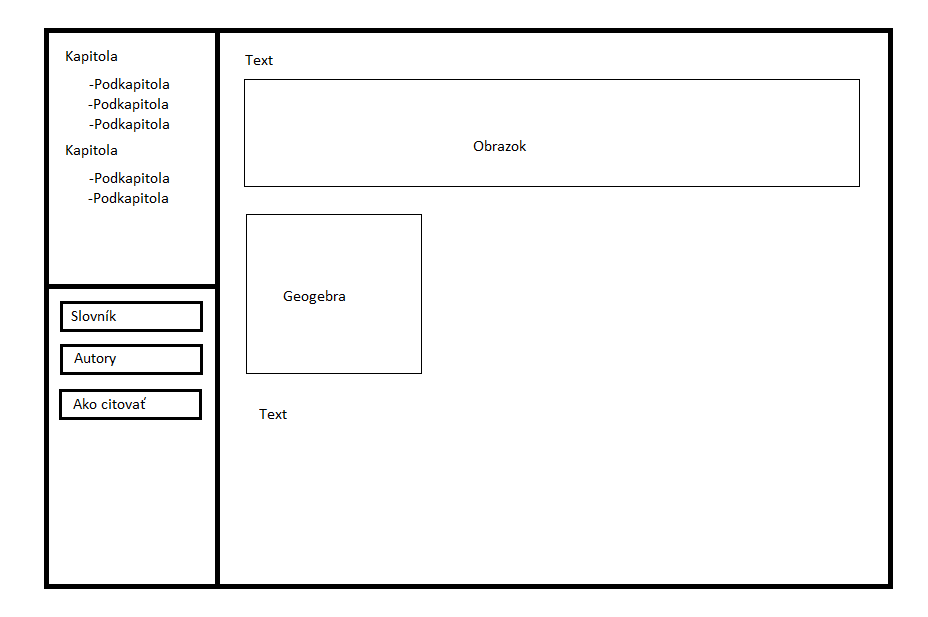 Kapitola
-Podkapitola
-Podkapitola
-Podkapitola
Kapitola
-Podkapitola
-Podkapitola
Slovník
Autory
Ako citovať
Text
Obrazok
Geogebra
Text